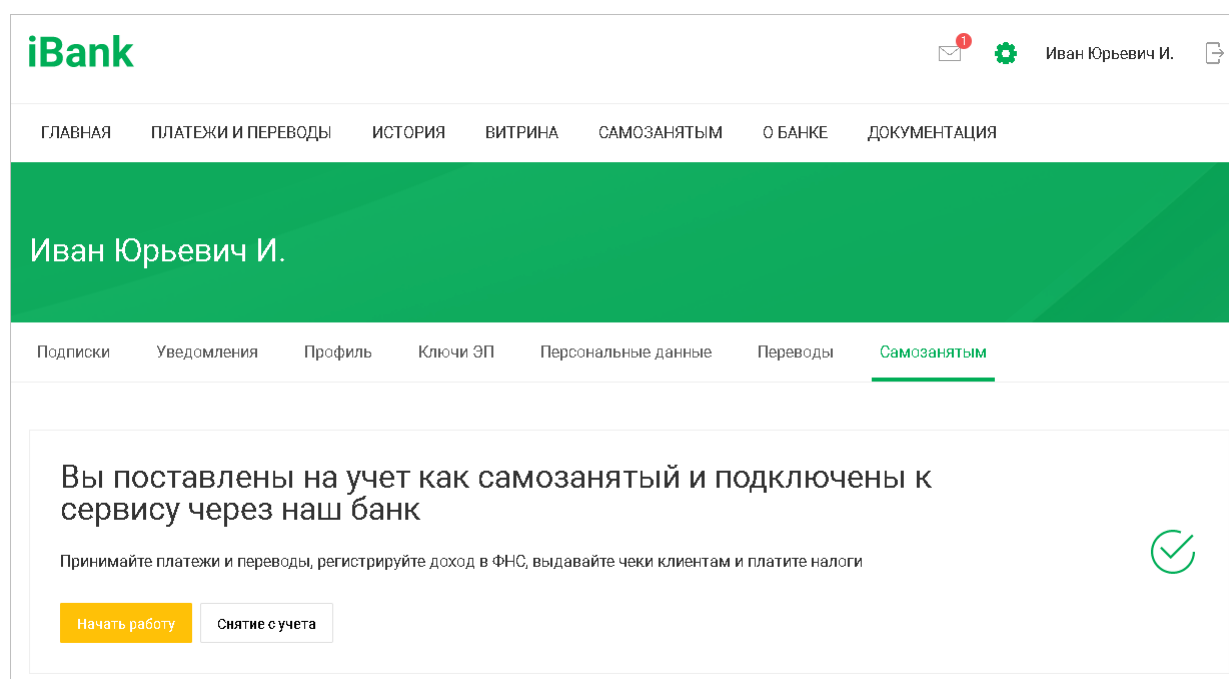 iBank
1
Иван Юрьевич И.
ГЛАВНАЯ ПЛАТЕЖИ И ПЕРЕВОДЫ ИСТОРИЯ ВИТРИНА САМОЗАНЯТЫМ О БАНКЕ ДОКУМЕНТАЦИЯ
Иван Юрьевич И.
Подписки Уведомления Профиль Ключи ЭП Персональные данные Переводы Самозанятым
Вы поставлены на учет как самозанятый и подключены к
сервису через наш банк
Принимайте платежи и переводы, регистрируйте доход в ФНС, выдавайте чеки клиентам и платите налоги
Начать работу Снятие с учета